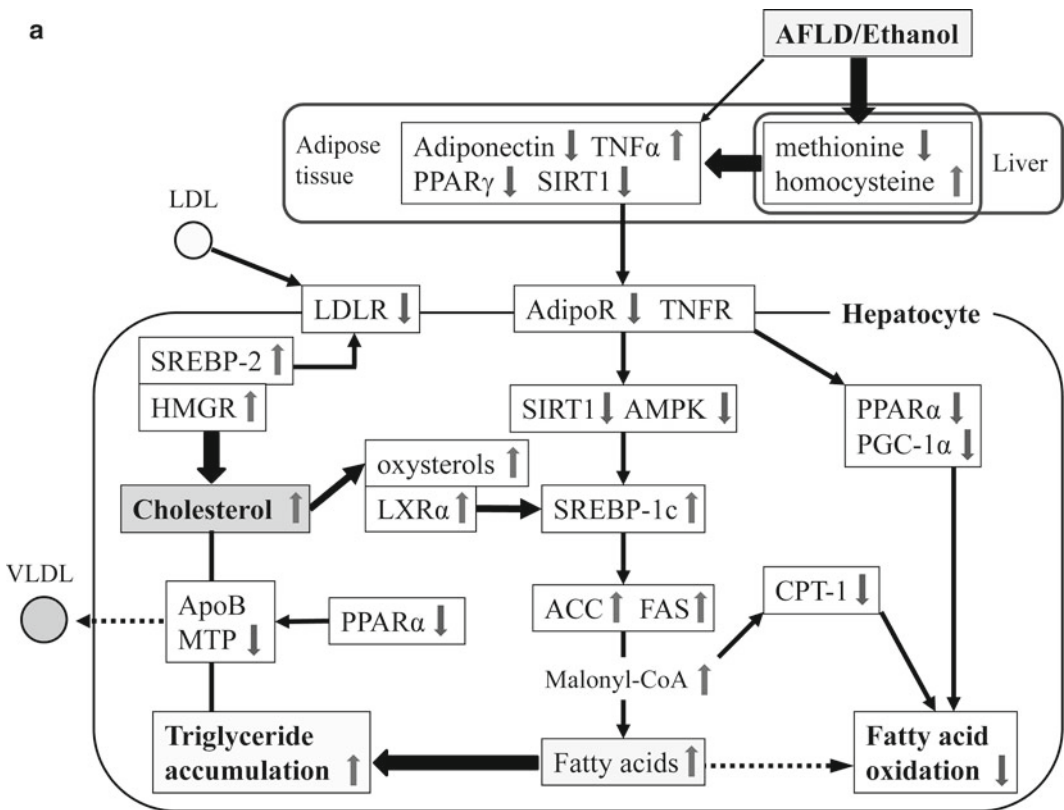 a
AFLD/Ethanol
Adipose
tissue
Adiponectin ↓ TNFα ↑
PPARγ ↓ SIRT1 ↓
methionine ↓
homocysteine ↑
Liver
LDL
LDLR ↓
AdipoR ↓ TNFR
Hepatocyte
SREBP-2 ↑
HMGR ↑
SIRT1 ↓ AMPK ↓
PPARα ↓
PGC-1α ↓
oxysterols ↑
LXRα ↑
Cholesterol ↑
SREBP-1c ↑
VLDL
ApoB
MTP ↓
PPARα ↓
ACC ↑ FAS ↑
CPT-1 ↓
Malonyl-CoA ↑
Triglyceride
accumulation ↑
Fatty acids ↑
Fatty acid
oxidation ↓